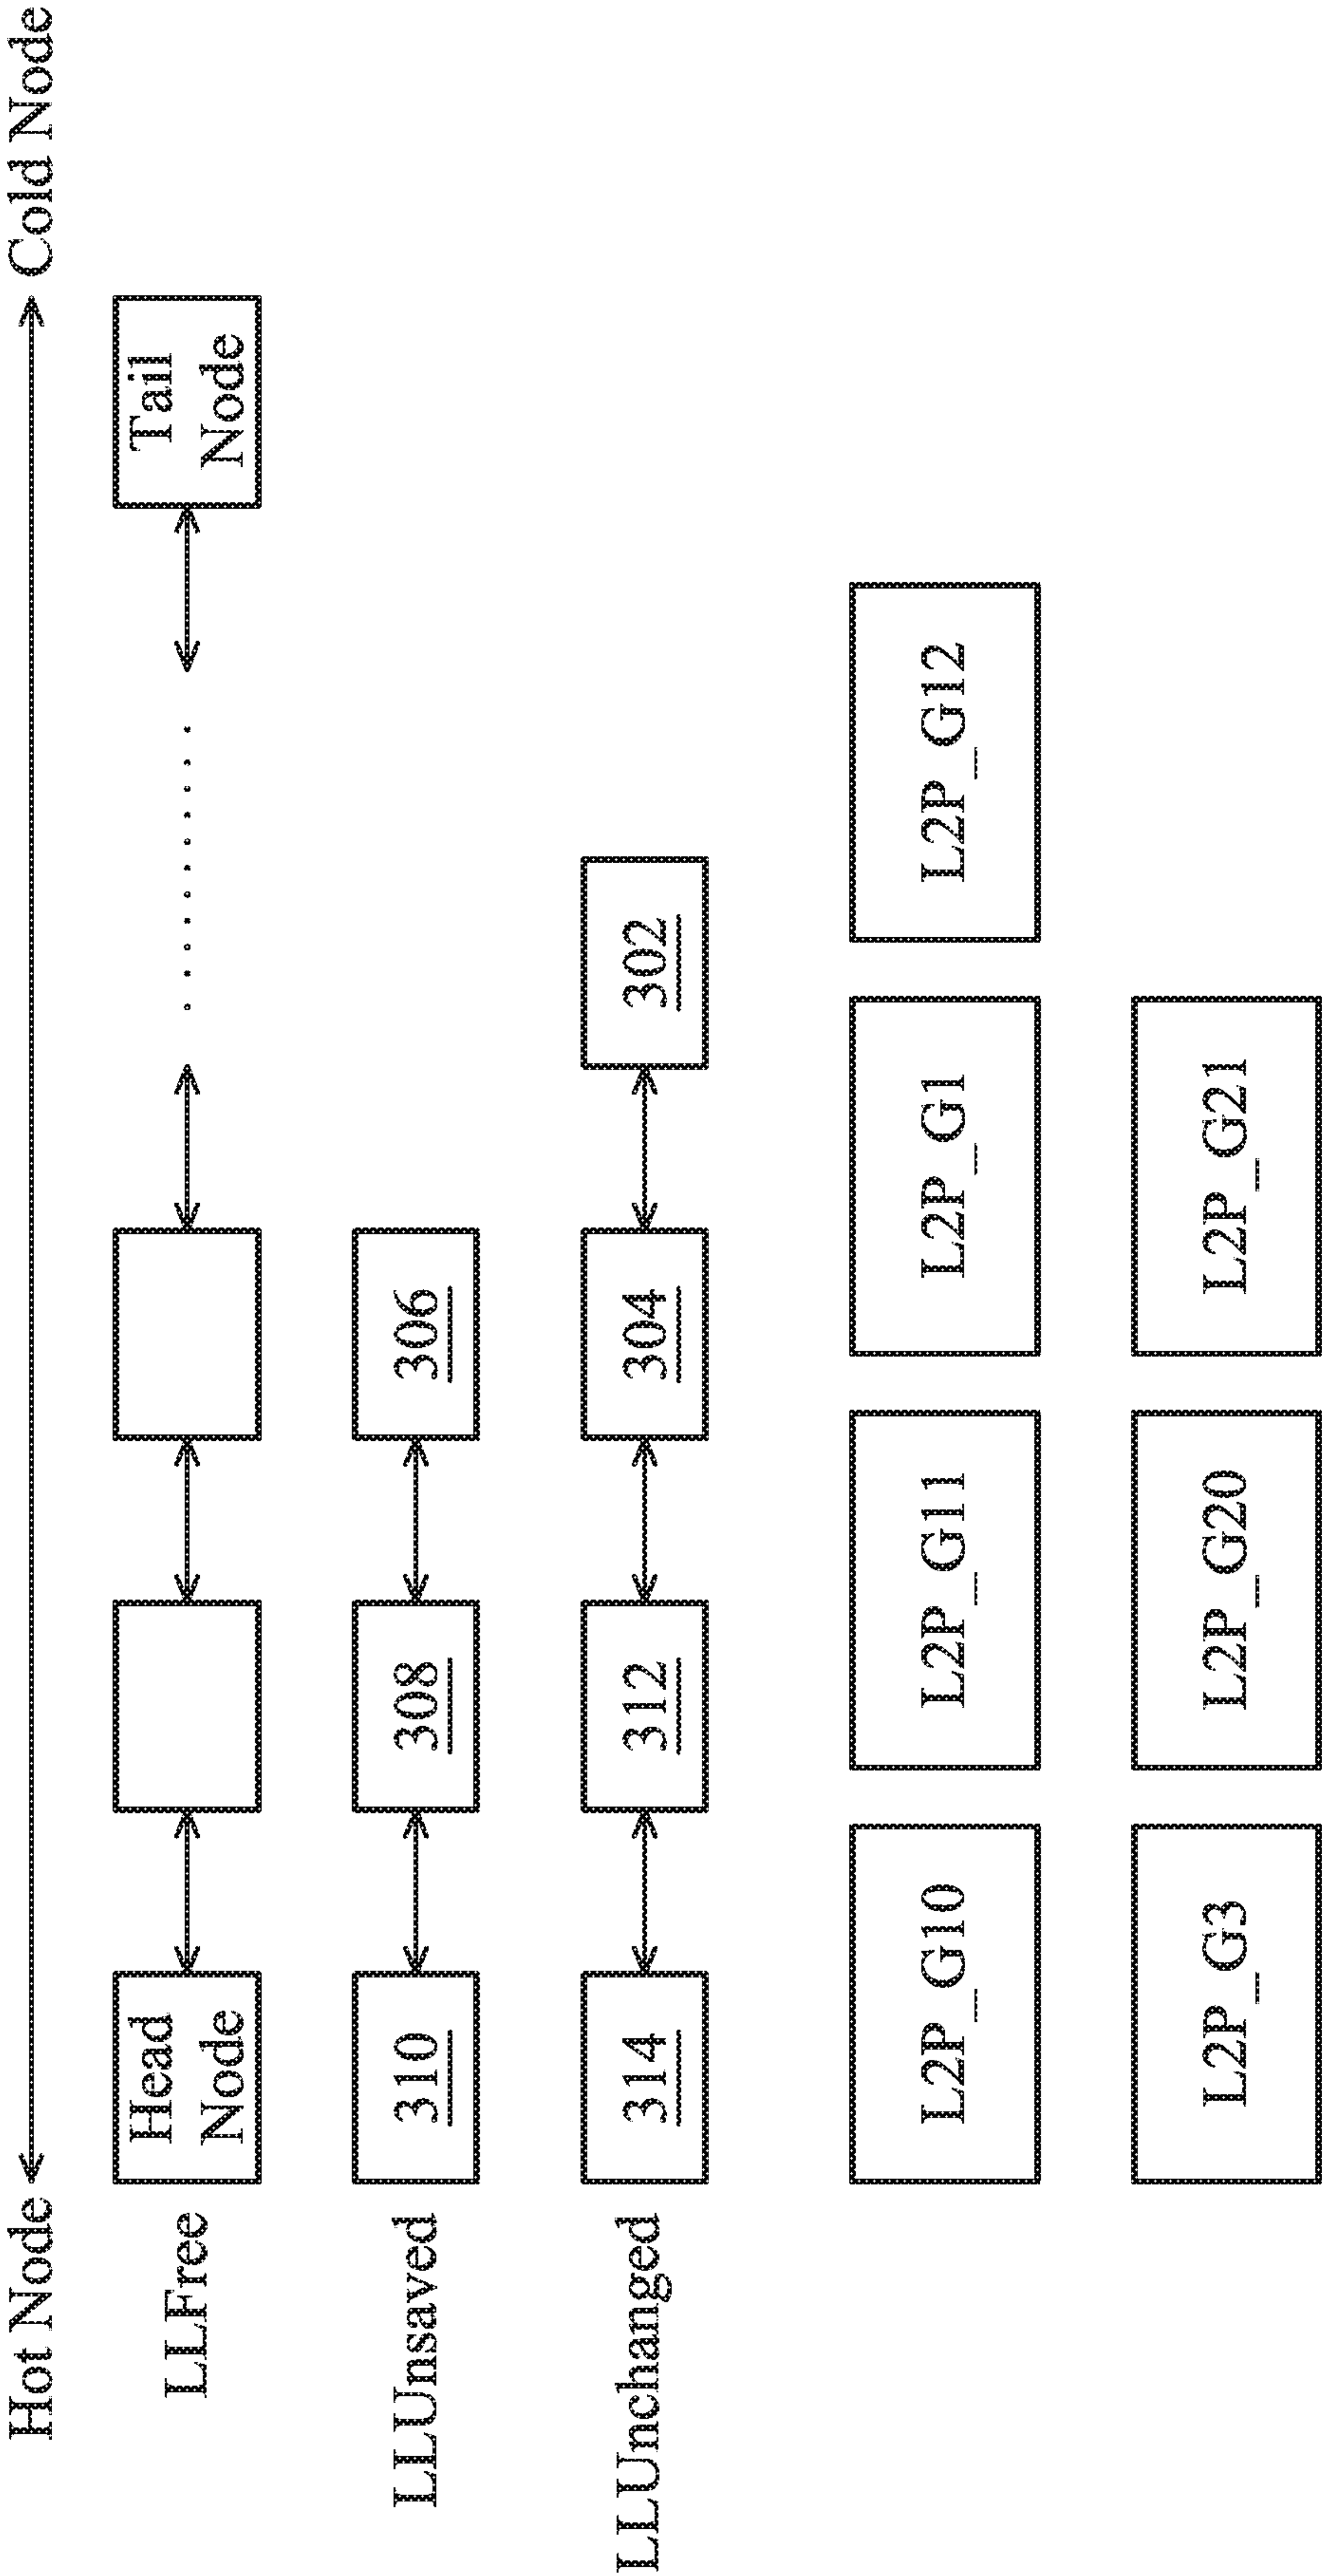 Hot Node
Cold Node
LLFree
Head
Node
Tail
Node
LLUnsaved
310
308
306
LLUnchanged
314
312
304
302
L2P_G10
L2P_G11
L2P_G1
L2P_G12
L2P_G3
L2P_G20
L2P_G21